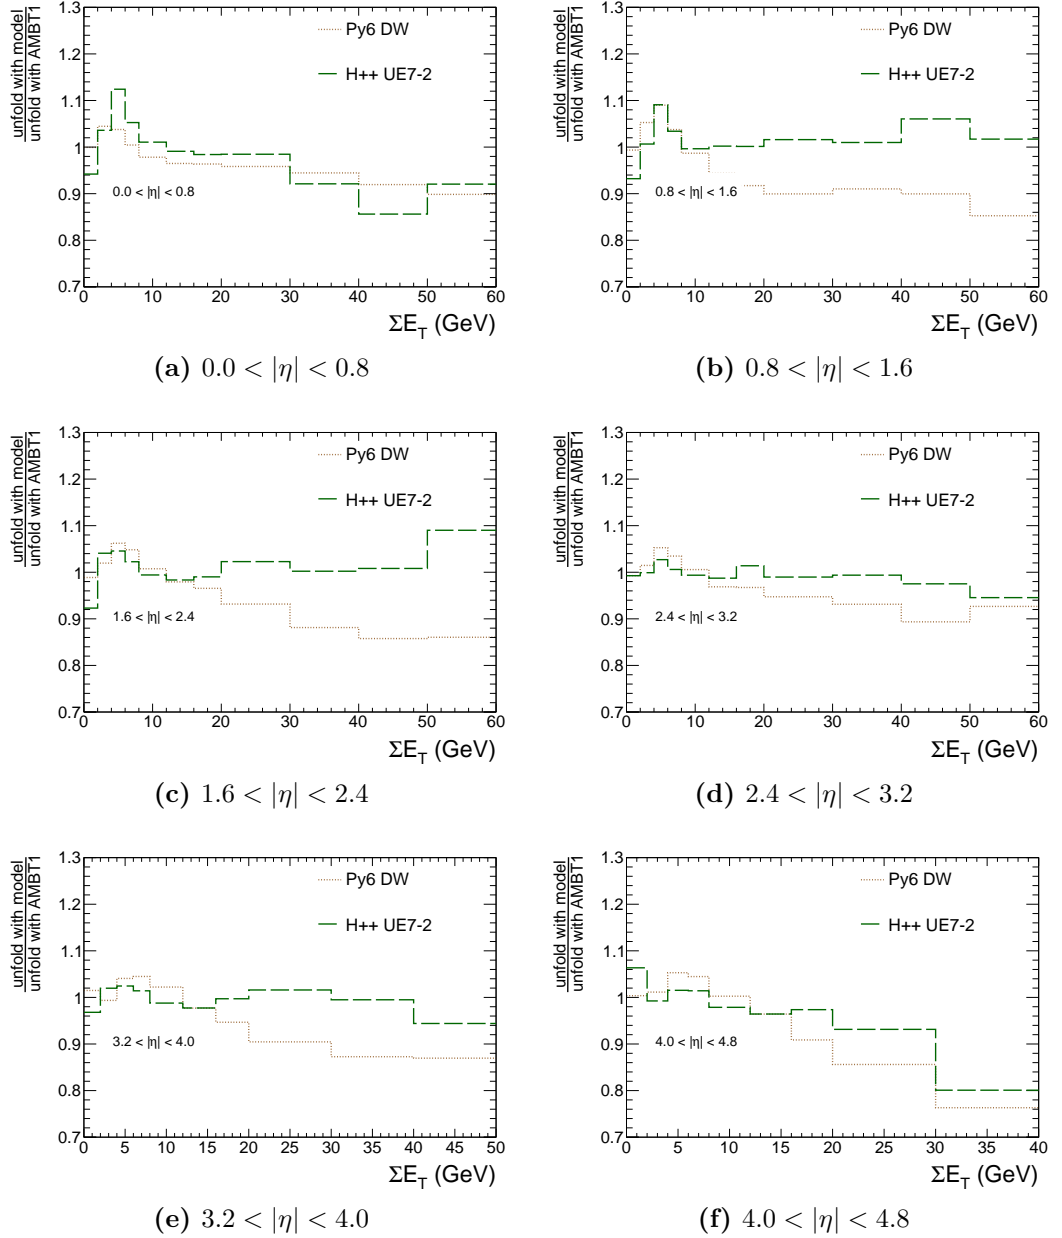 unfold with model
unfold with AMBT1
1.3
1.2
1.1
1
0.9
0.8
0.7
Py6 DW
H++ UE7-2
0.0 < |η| < 0.8
0 10 20 30 40 50 60
ΣE_T (GeV)
(a) 0.0 < |η| < 0.8
unfold with model
unfold with AMBT1
1.3
1.2
1.1
1
0.9
0.8
0.7
Py6 DW
H++ UE7-2
0.8 < |η| < 1.6
0 10 20 30 40 50 60
ΣE_T (GeV)
(b) 0.8 < |η| < 1.6
unfold with model
unfold with AMBT1
1.3
1.2
1.1
1
0.9
0.8
0.7
Py6 DW
H++ UE7-2
1.6 < |η| < 2.4
0 10 20 30 40 50 60
ΣE_T (GeV)
(c) 1.6 < |η| < 2.4
unfold with model
unfold with AMBT1
1.3
1.2
1.1
1
0.9
0.8
0.7
Py6 DW
H++ UE7-2
2.4 < |η| < 3.2
0 10 20 30 40 50 60
ΣE_T (GeV)
(d) 2.4 < |η| < 3.2
unfold with model
unfold with AMBT1
1.3
1.2
1.1
1
0.9
0.8
0.7
Py6 DW
H++ UE7-2
3.2 < |η| < 4.0
0 5 10 15 20 25 30 35 40 45 50
ΣE_T (GeV)
(e) 3.2 < |η| < 4.0
unfold with model
unfold with AMBT1
1.3
1.2
1.1
1
0.9
0.8
0.7
Py6 DW
H++ UE7-2
4.0 < |η| < 4.8
0 5 10 15 20 25 30 35 40
ΣE_T (GeV)
(f) 4.0 < |η| < 4.8